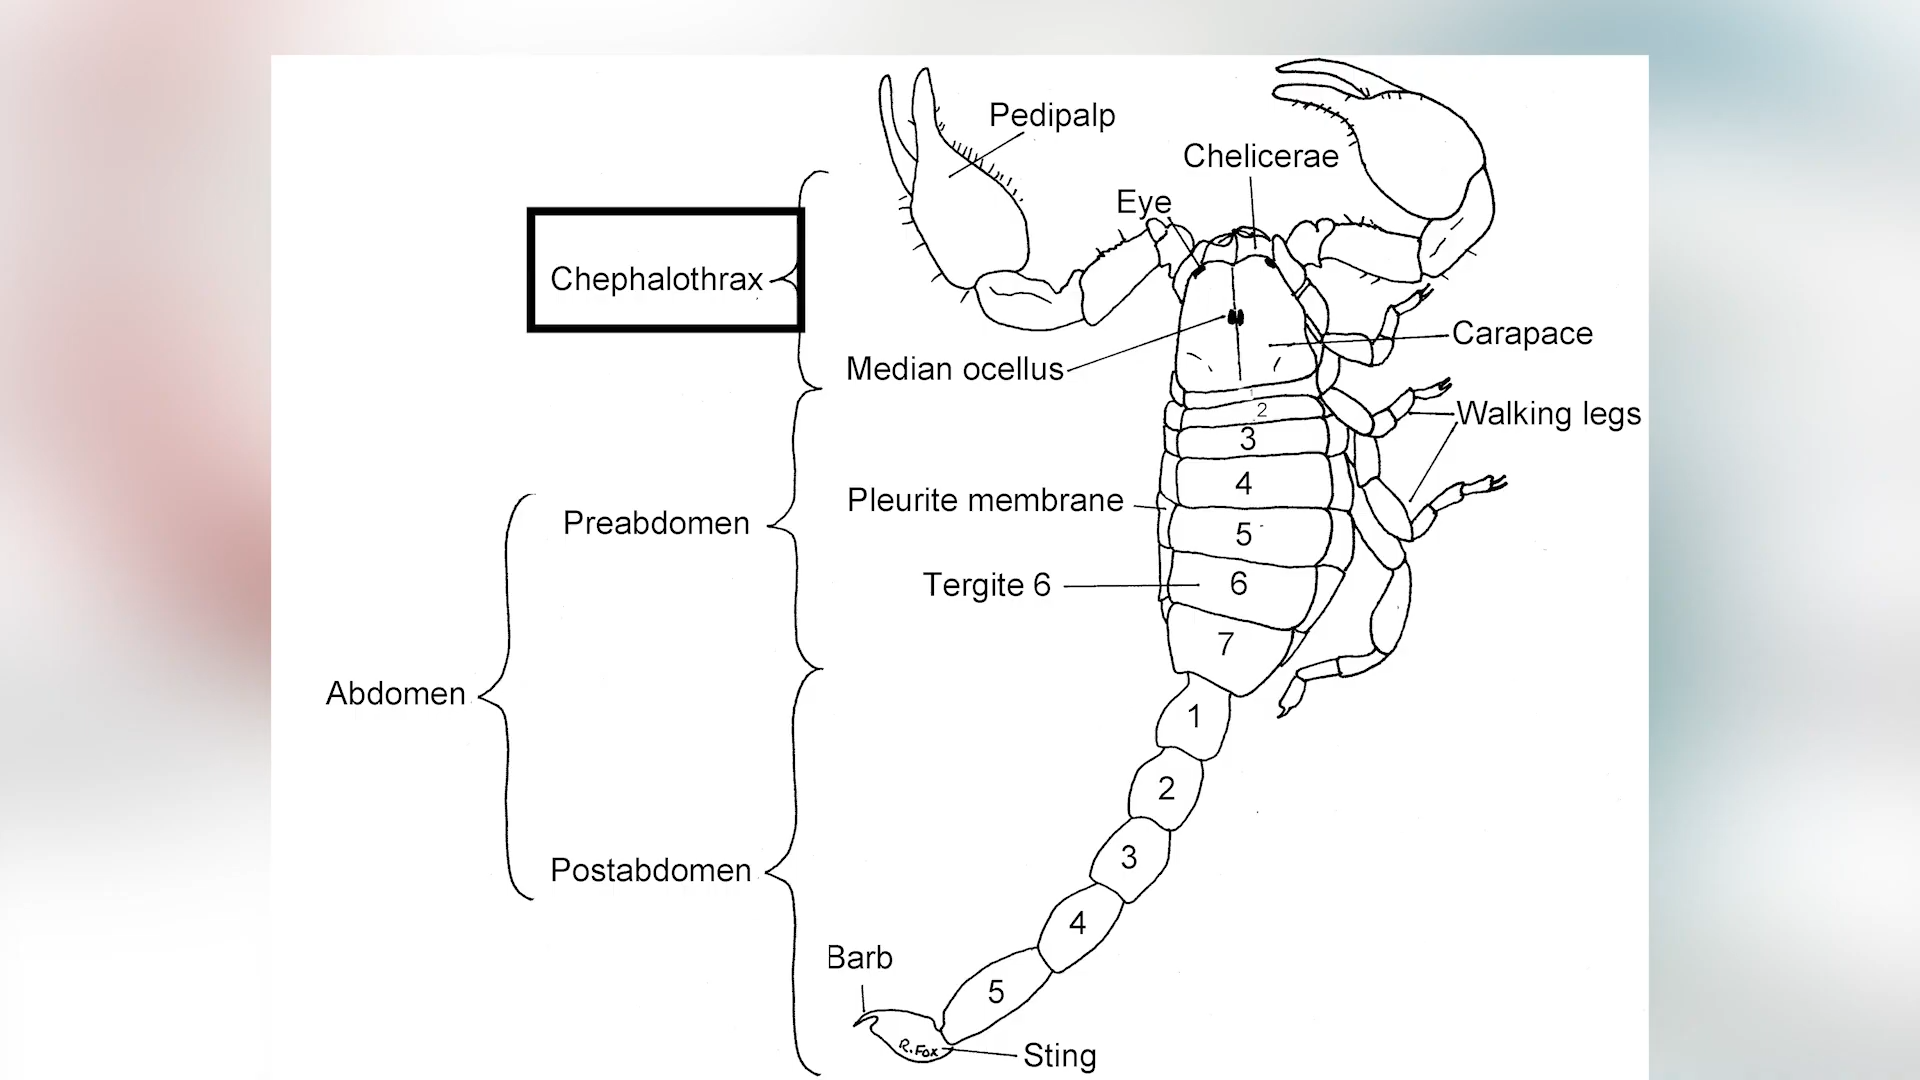 Pedipalp
Chelicerae
Eye
Chephalothrax
Carapace
Median ocellus
Walking legs
1
2
3
4
5
6
7
Pleurite membrane
Preabdomen
Tergite 6
Abdomen
1
2
3
4
5
Postabdomen
Barb
R. Fox
Sting